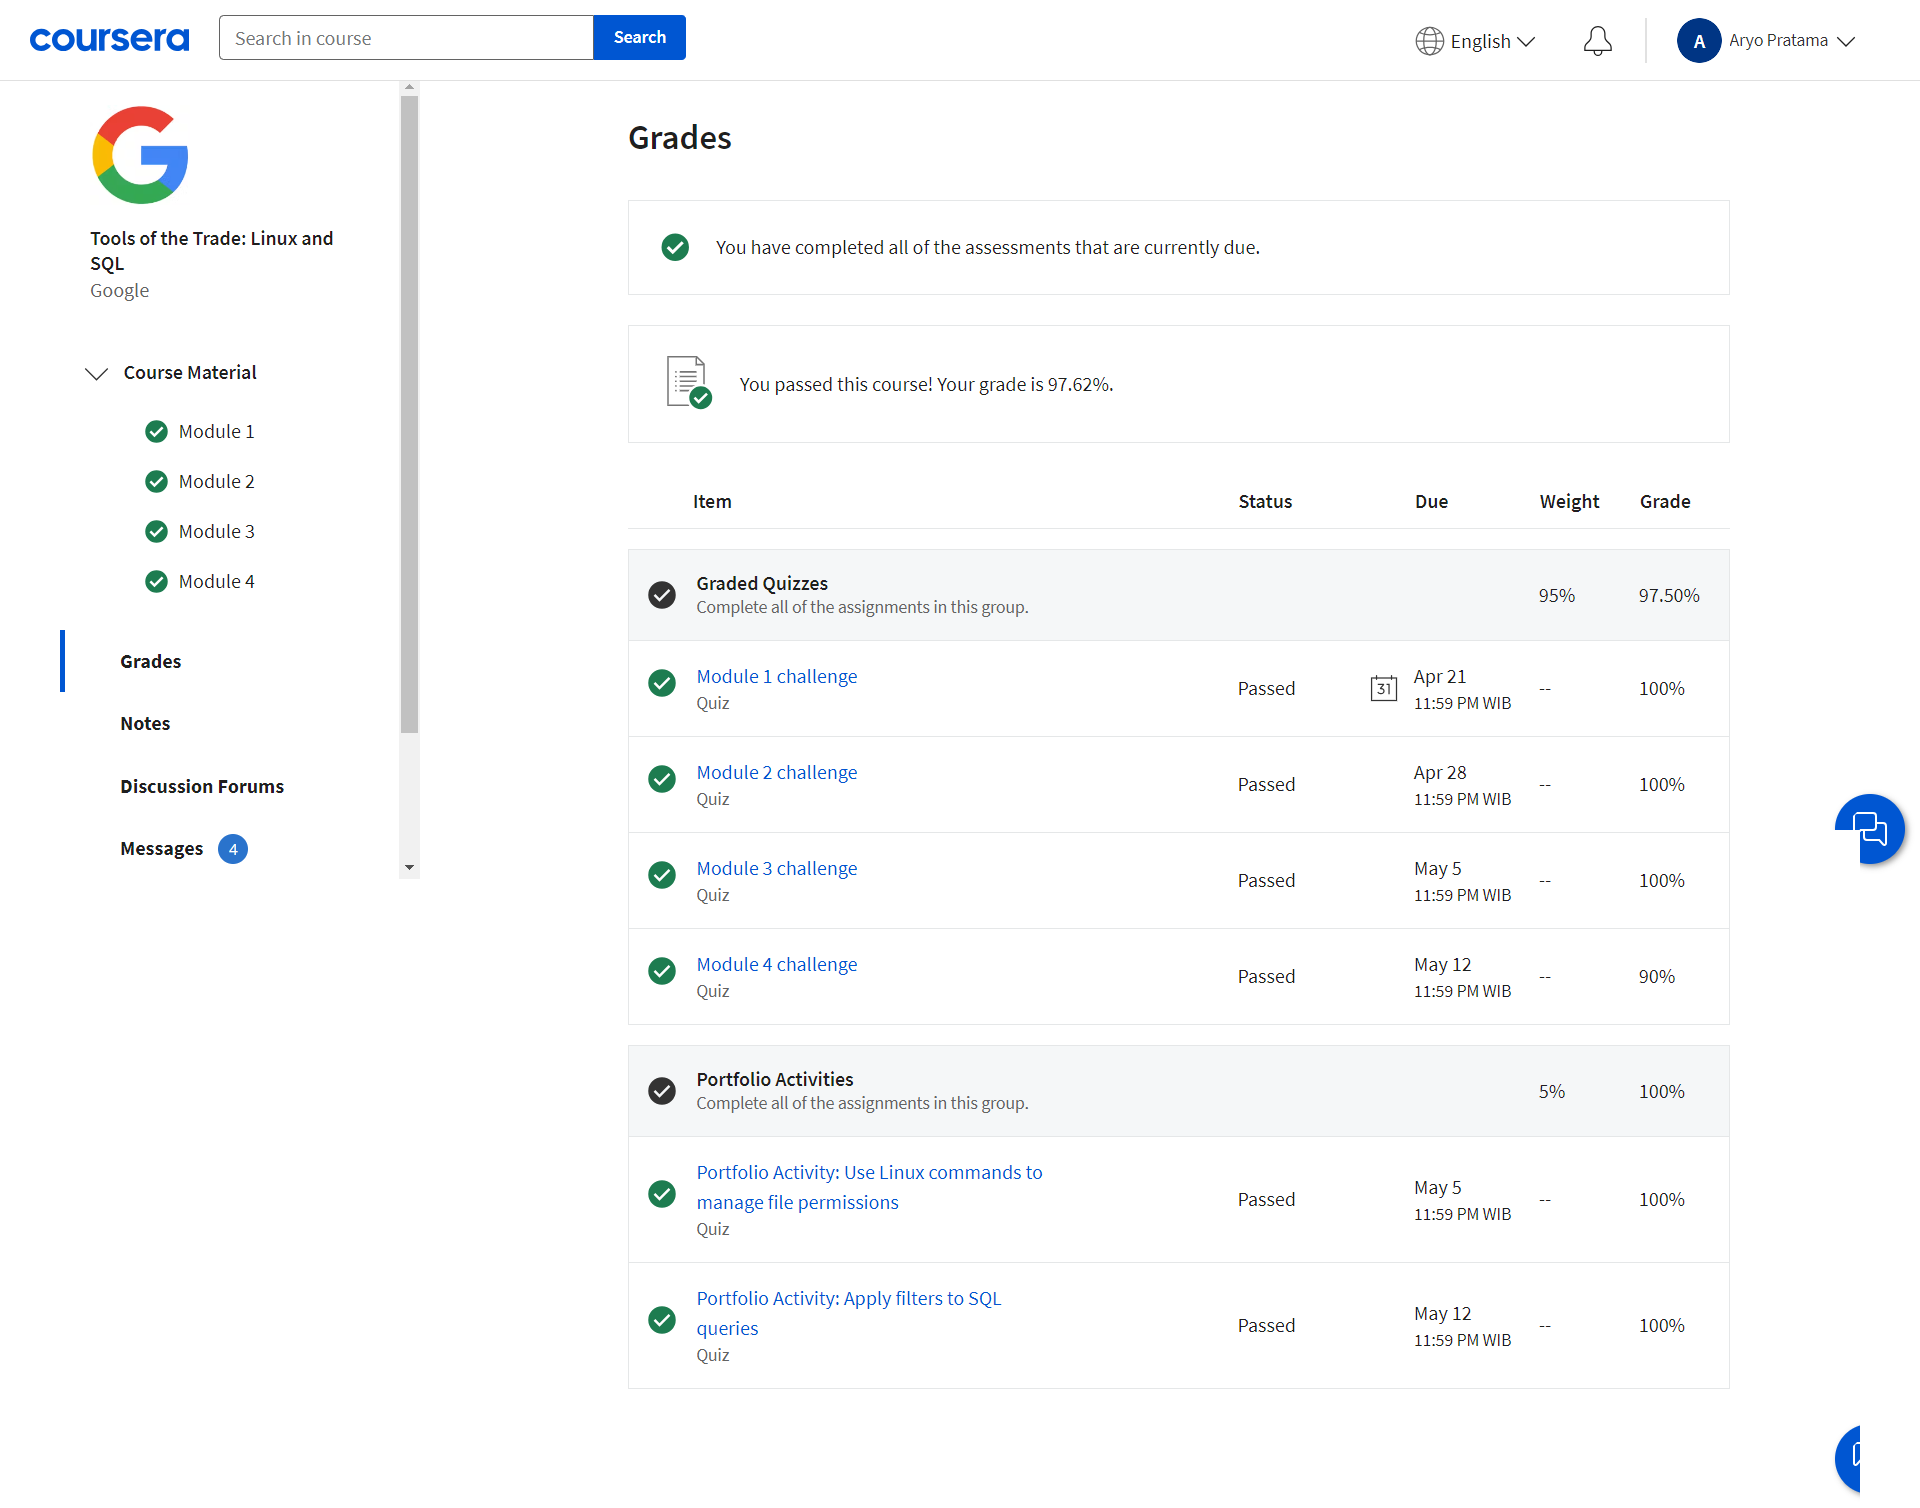 coursera
Search in course
Search
English
A
Aryo Pratama
Tools of the Trade: Linux and
SQL
Google
Course Material
Module 1
Module 2
Module 3
Module 4
Grades
Notes
Discussion Forums
Messages 4
Grades
You have completed all of the assessments that are currently due.
You passed this course! Your grade is 97.62%.
Item Status Due Weight Grade
Graded Quizzes
Complete all of the assignments in this group.
95% 97.50%
Module 1 challenge
Quiz
Passed
31
Apr 21
11:59 PM WIB
-- 100%
Module 2 challenge
Quiz
Passed
Apr 28
11:59 PM WIB
-- 100%
Module 3 challenge
Quiz
Passed
May 5
11:59 PM WIB
-- 100%
Module 4 challenge
Quiz
Passed
May 12
11:59 PM WIB
-- 90%
Portfolio Activities
Complete all of the assignments in this group.
5% 100%
Portfolio Activity: Use Linux commands to
manage file permissions
Quiz
Passed
May 5
11:59 PM WIB
-- 100%
Portfolio Activity: Apply filters to SQL
queries
Quiz
Passed
May 12
11:59 PM WIB
-- 100%